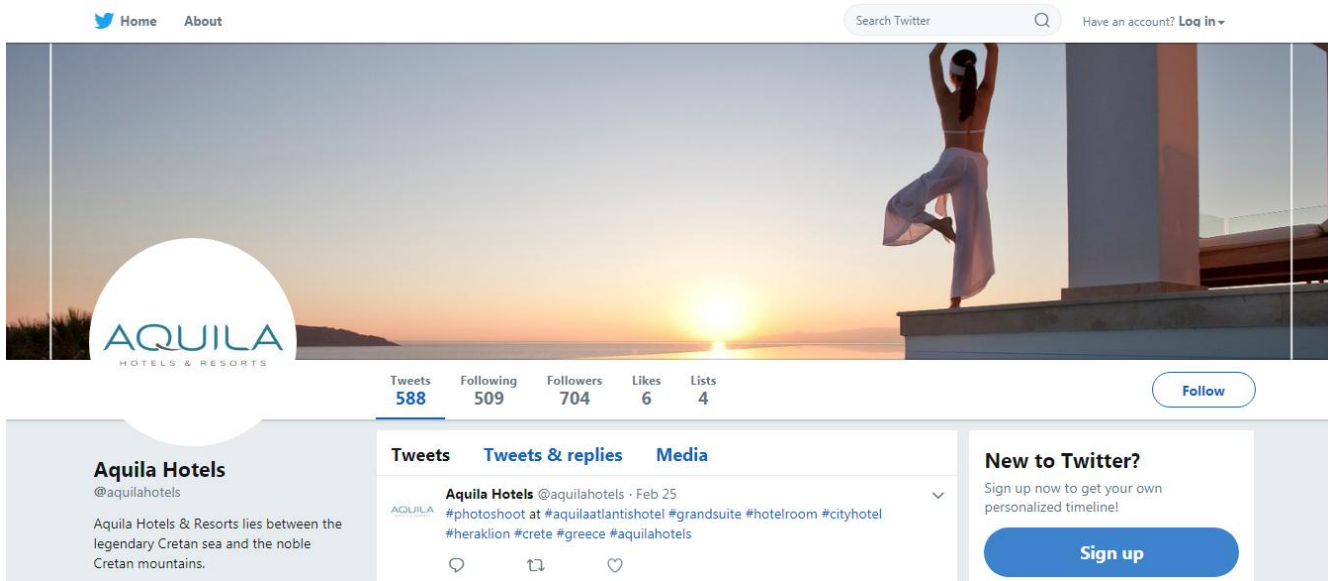 Home About
Search Twitter
Have an account? Log in
AQUILA
HOTELS & RESORTS
Tweets Following Followers Likes Lists
588 509 704 6 4
Follow
Aquila Hotels
@aquilahotels
Aquila Hotels & Resorts lies between the
legendary Cretan sea and the noble
Cretan mountains.
Tweets Tweets & replies Media
AQUILA
Aquila Hotels @aquilahotels · Feb 25
#photoshoot at #aquilaatlantishotel #grandsuite #hotelroom #cityhotel
#heraklion #crete #greece #aquilahotels
New to Twitter?
Sign up now to get your own
personalized timeline!
Sign up